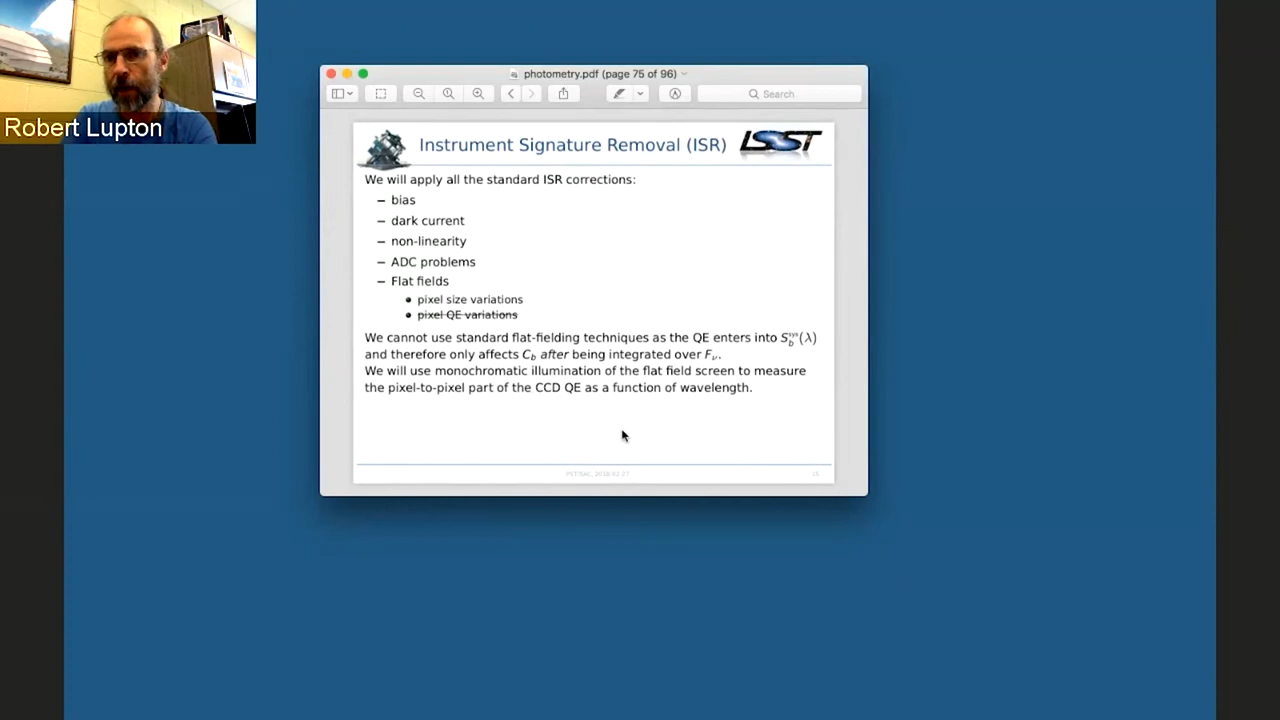 Robert Lupton
photometry.pdf (page 75 of 96)
Search
Instrument Signature Removal (ISR)
LSST
We will apply all the standard ISR corrections:
– bias
– dark current
– non-linearity
– ADC problems
– Flat fields
• pixel size variations
• pixel QE variations
We cannot use standard flat-fielding techniques as the QE enters into S_b^sys(λ)
and therefore only affects C_b after being integrated over F_ν.
We will use monochromatic illumination of the flat field screen to measure
the pixel-to-pixel part of the CCD QE as a function of wavelength.